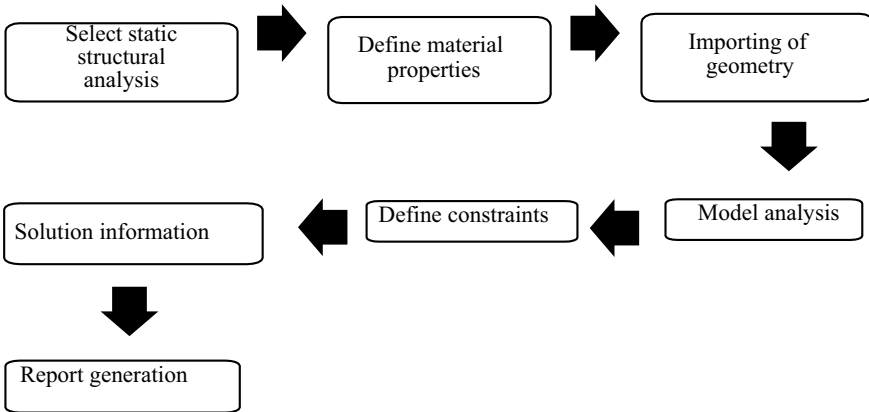 Select static
structural
analysis
Define material
properties
Importing of
geometry
Model analysis
Define constraints
Solution information
Report generation